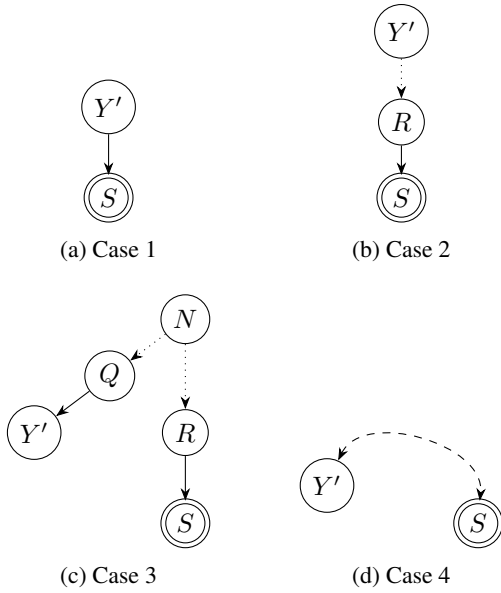 Y′
Y′
R
S
S
(a) Case 1
(b) Case 2
N
Q
Y′
R
Y′
S
S
(c) Case 3
(d) Case 4